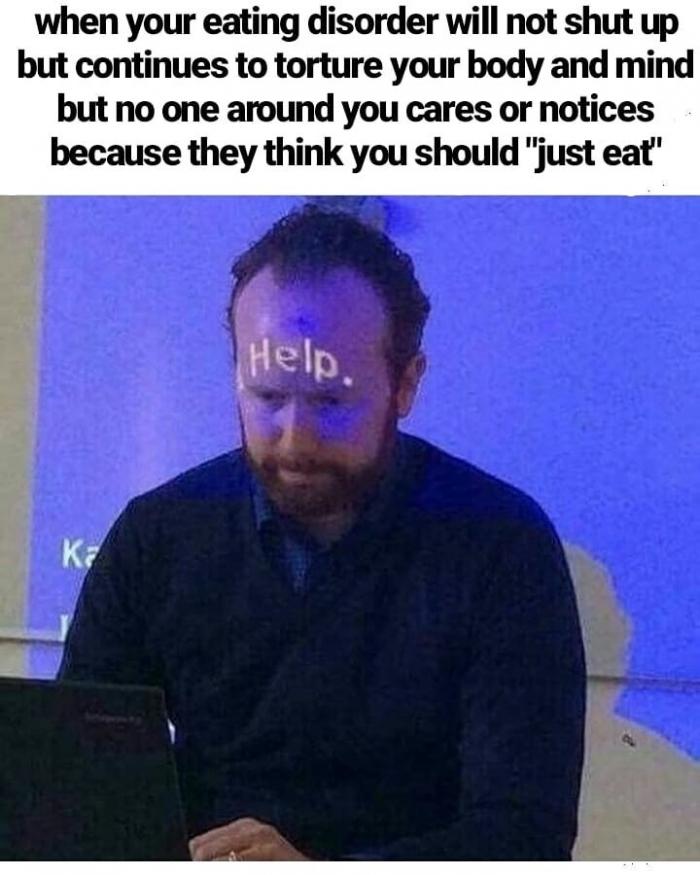 when your eating disorder will not shut up
but continues to torture your body and mind
but no one around you cares or notices
because they think you should "just eat"
Help.
Ka